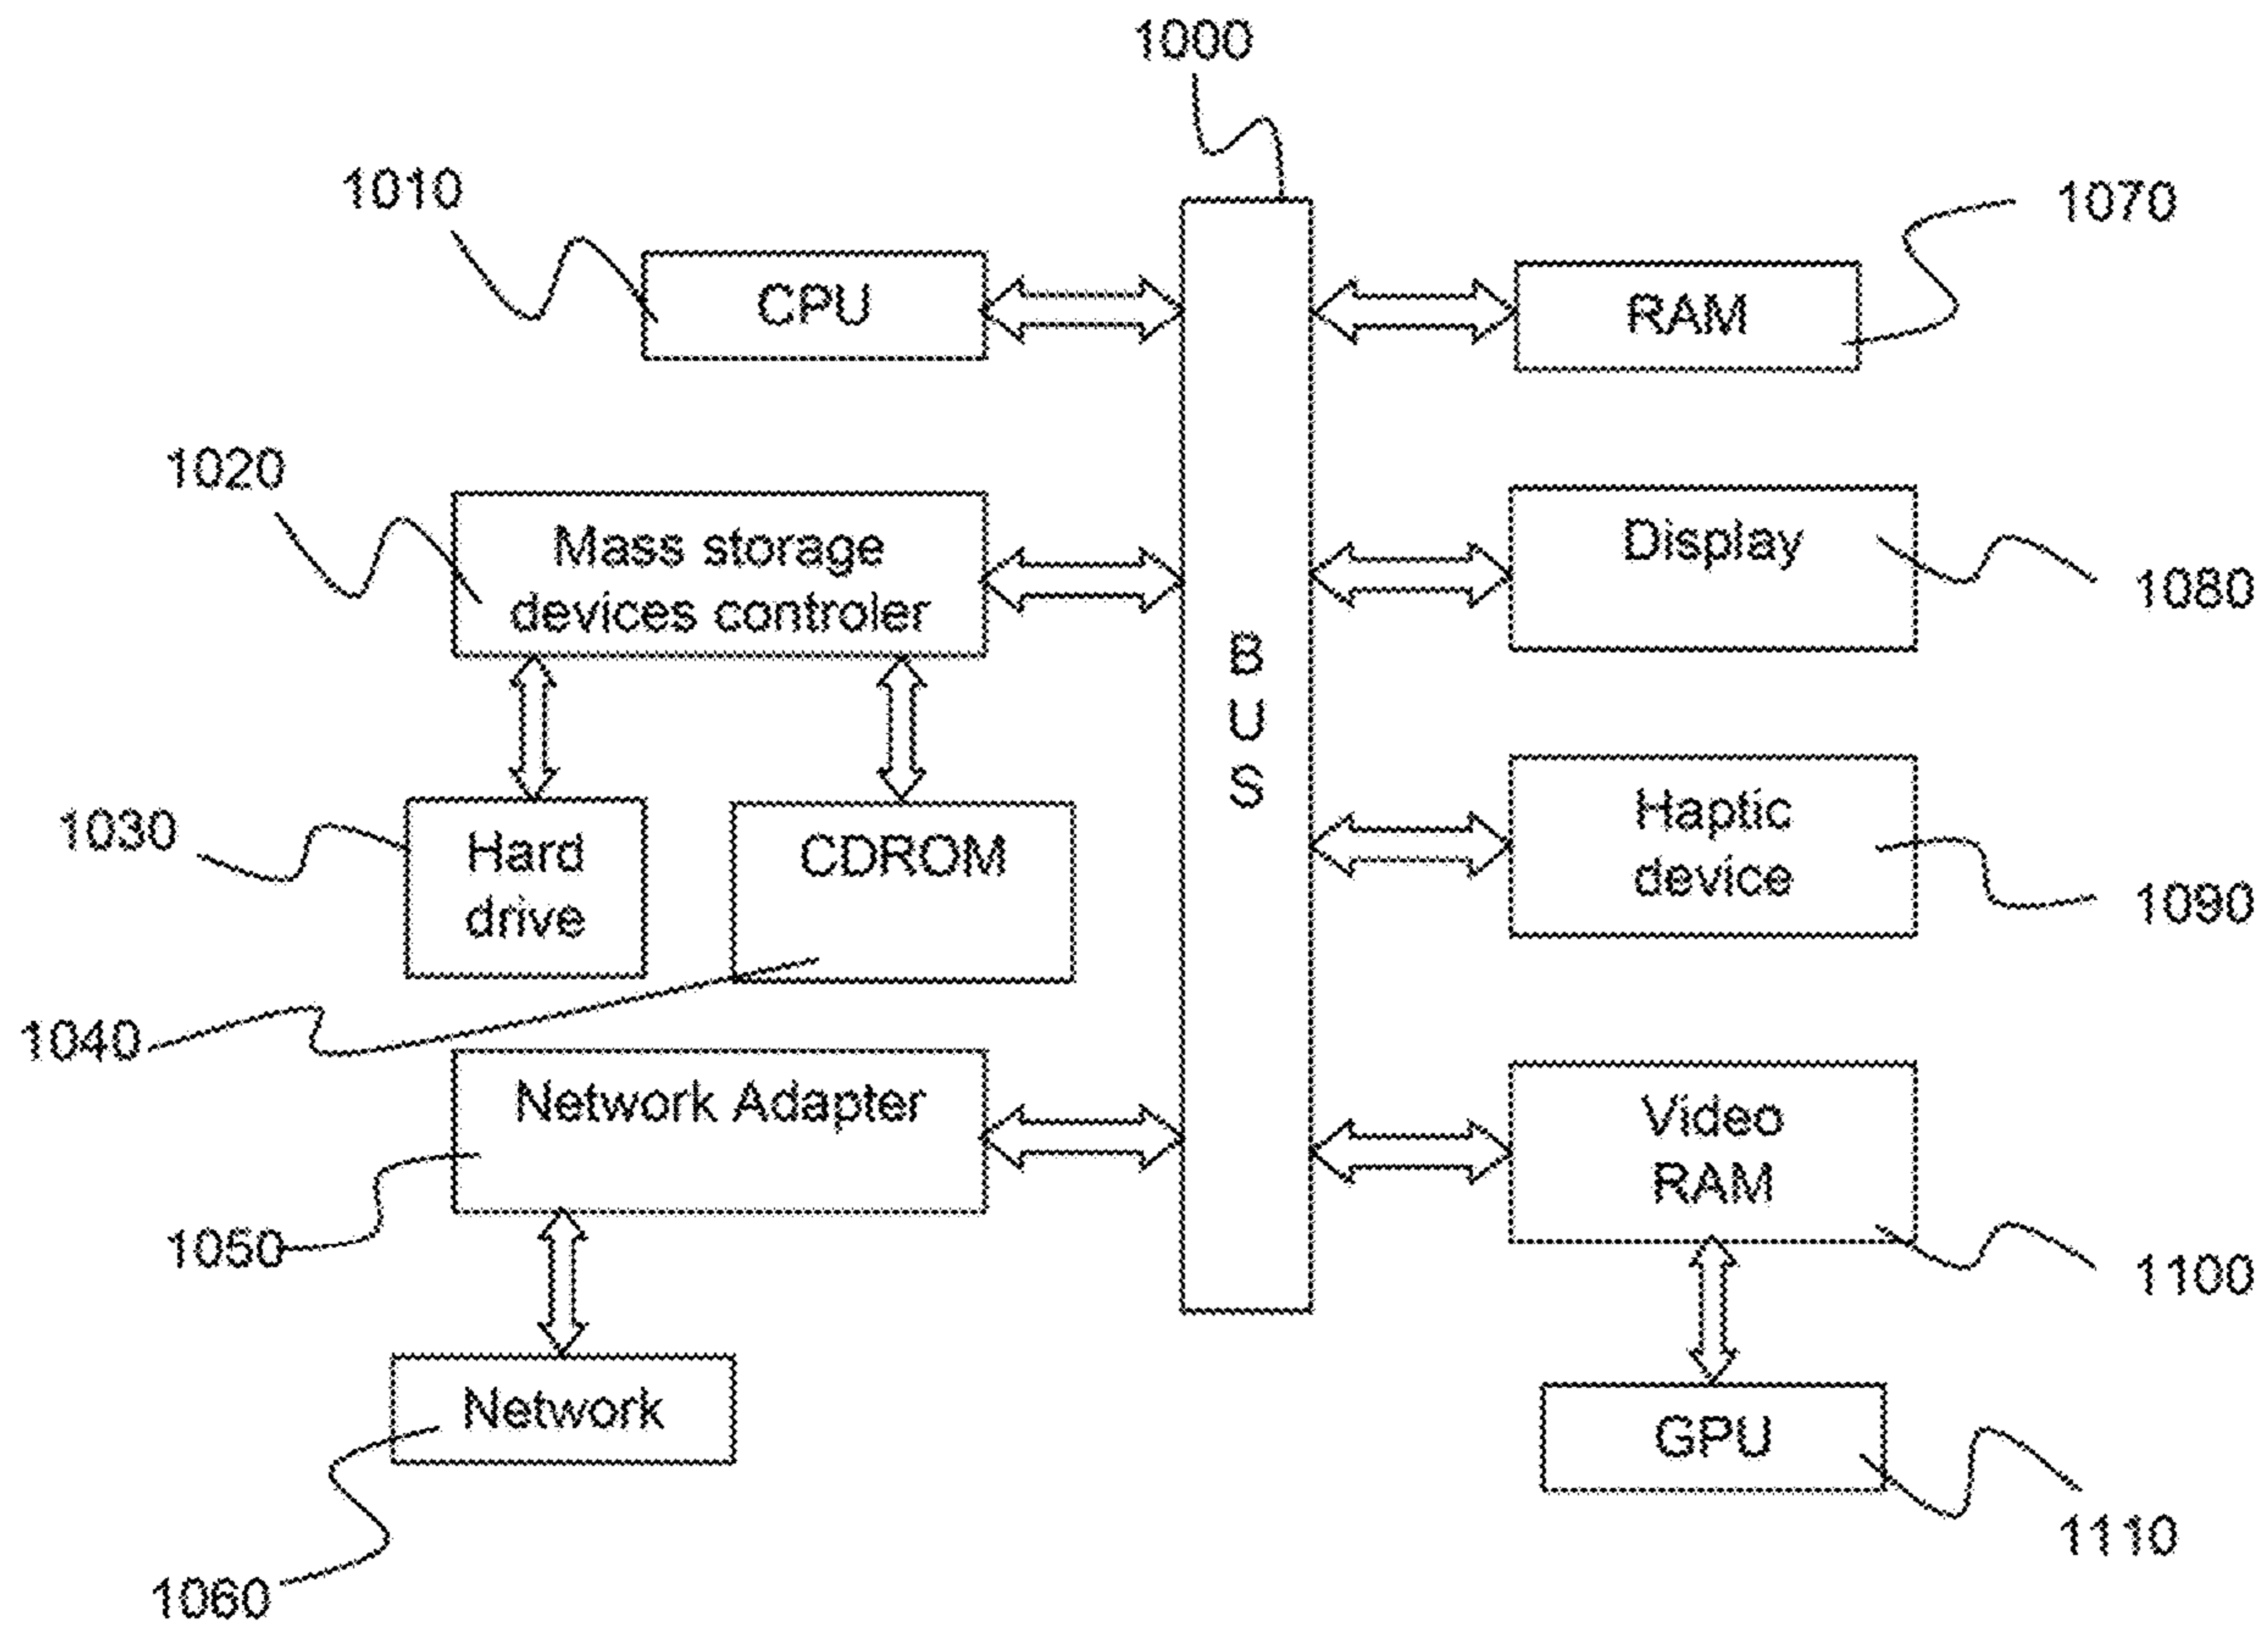 1000
1010
1070
CPU
RAM
1020
Mass storage
devices controler
Display
1080
B
U
S
1030
Hard
drive
CDROM
Haptic
device
1090
1040
Network Adapter
Video
RAM
1050
1100
Network
GPU
1110
1060